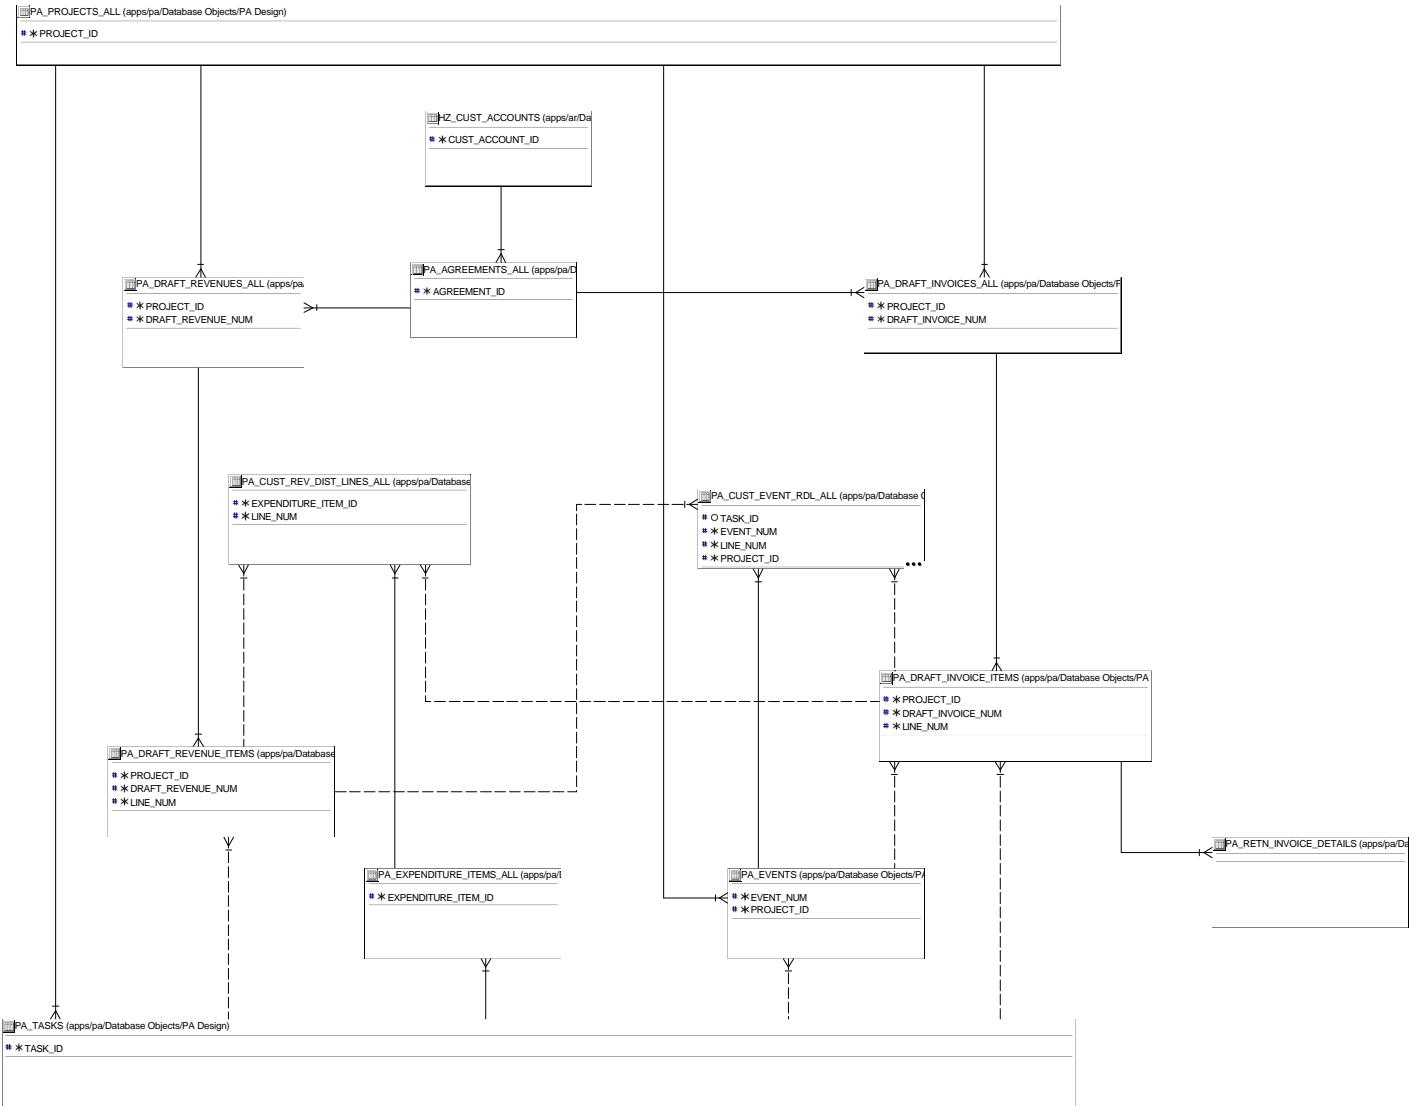 PA_PROJECTS_ALL (apps/pa/Database Objects/PA Design)
# * PROJECT_ID
HZ_CUST_ACCOUNTS (apps/ar/Da
# * CUST_ACCOUNT_ID
PA_AGREEMENTS_ALL (apps/pa/D
# * AGREEMENT_ID
PA_DRAFT_REVENUES_ALL (apps/pa/
# * PROJECT_ID
# * DRAFT_REVENUE_NUM
PA_DRAFT_INVOICES_ALL (apps/pa/Database Objects/P
# * PROJECT_ID
# * DRAFT_INVOICE_NUM
PA_CUST_REV_DIST_LINES_ALL (apps/pa/Database
# * EXPENDITURE_ITEM_ID
# * LINE_NUM
PA_CUST_EVENT_RDL_ALL (apps/pa/Database O
# O TASK_ID
# * EVENT_NUM
# * LINE_NUM
# * PROJECT_ID
...
PA_DRAFT_INVOICE_ITEMS (apps/pa/Database Objects/PA
# * PROJECT_ID
# * DRAFT_INVOICE_NUM
# * LINE_NUM
PA_DRAFT_REVENUE_ITEMS (apps/pa/Database
# * PROJECT_ID
# * DRAFT_REVENUE_NUM
# * LINE_NUM
PA_RETN_INVOICE_DETAILS (apps/pa/Da
PA_EXPENDITURE_ITEMS_ALL (apps/pa/
# * EXPENDITURE_ITEM_ID
PA_EVENTS (apps/pa/Database Objects/PA
# * EVENT_NUM
# * PROJECT_ID
PA_TASKS (apps/pa/Database Objects/PA Design)
# * TASK_ID